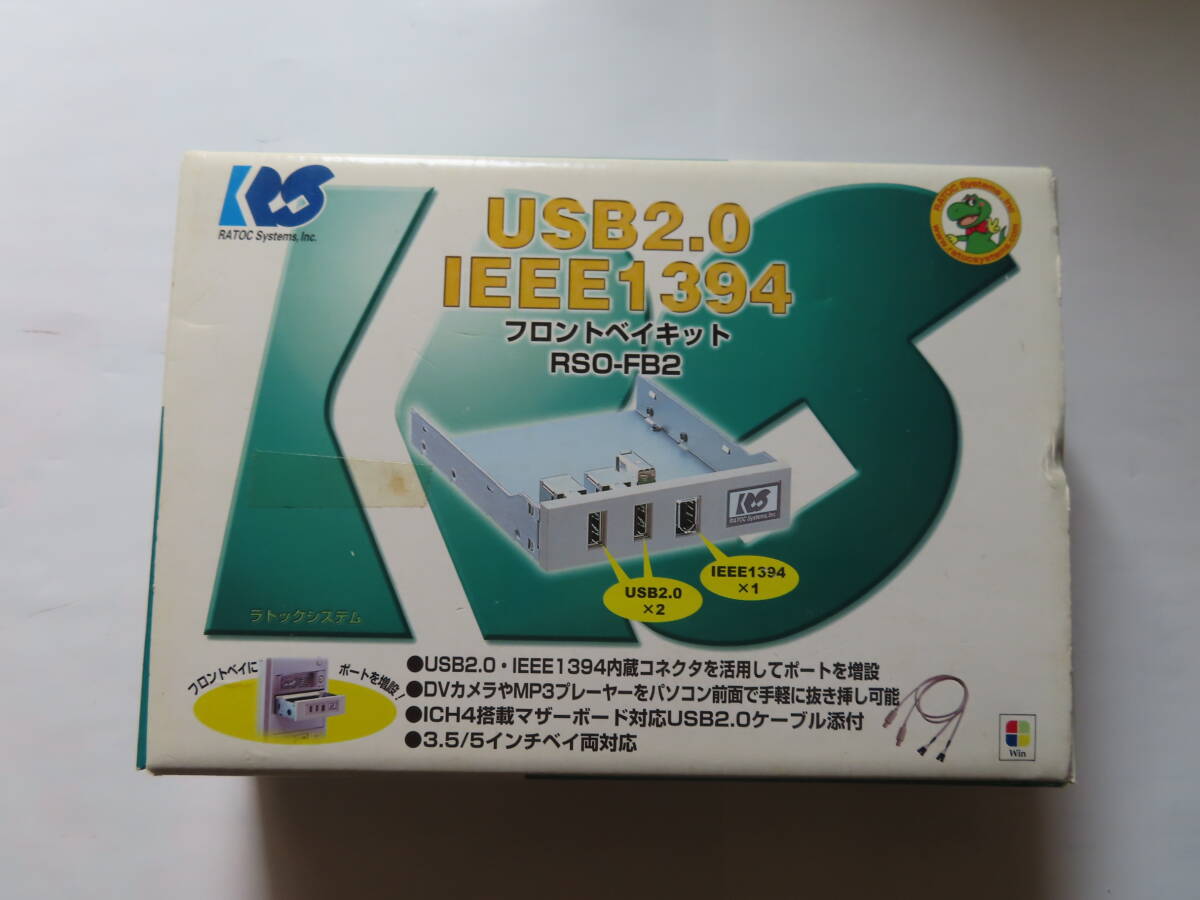 RATOC Systems, Inc.
USB2.0
IEEE1394
フロントベイキット
RSO-FB2
RATOC Systems, Inc.
www.ratocsystems.com
RATOC Systems, Inc.
USB2.0
×2
IEEE1394
×1
ラトックシステム
フロントベイに
ポートを増設!
●USB2.0・IEEE1394内蔵コネクタを活用してポートを増設
●DVカメラやMP3プレーヤーをパソコン前面で手軽に抜き挿し可能
●ICH4搭載マザーボード対応USB2.0ケーブル添付
●3.5/5インチベイ両対応
Win